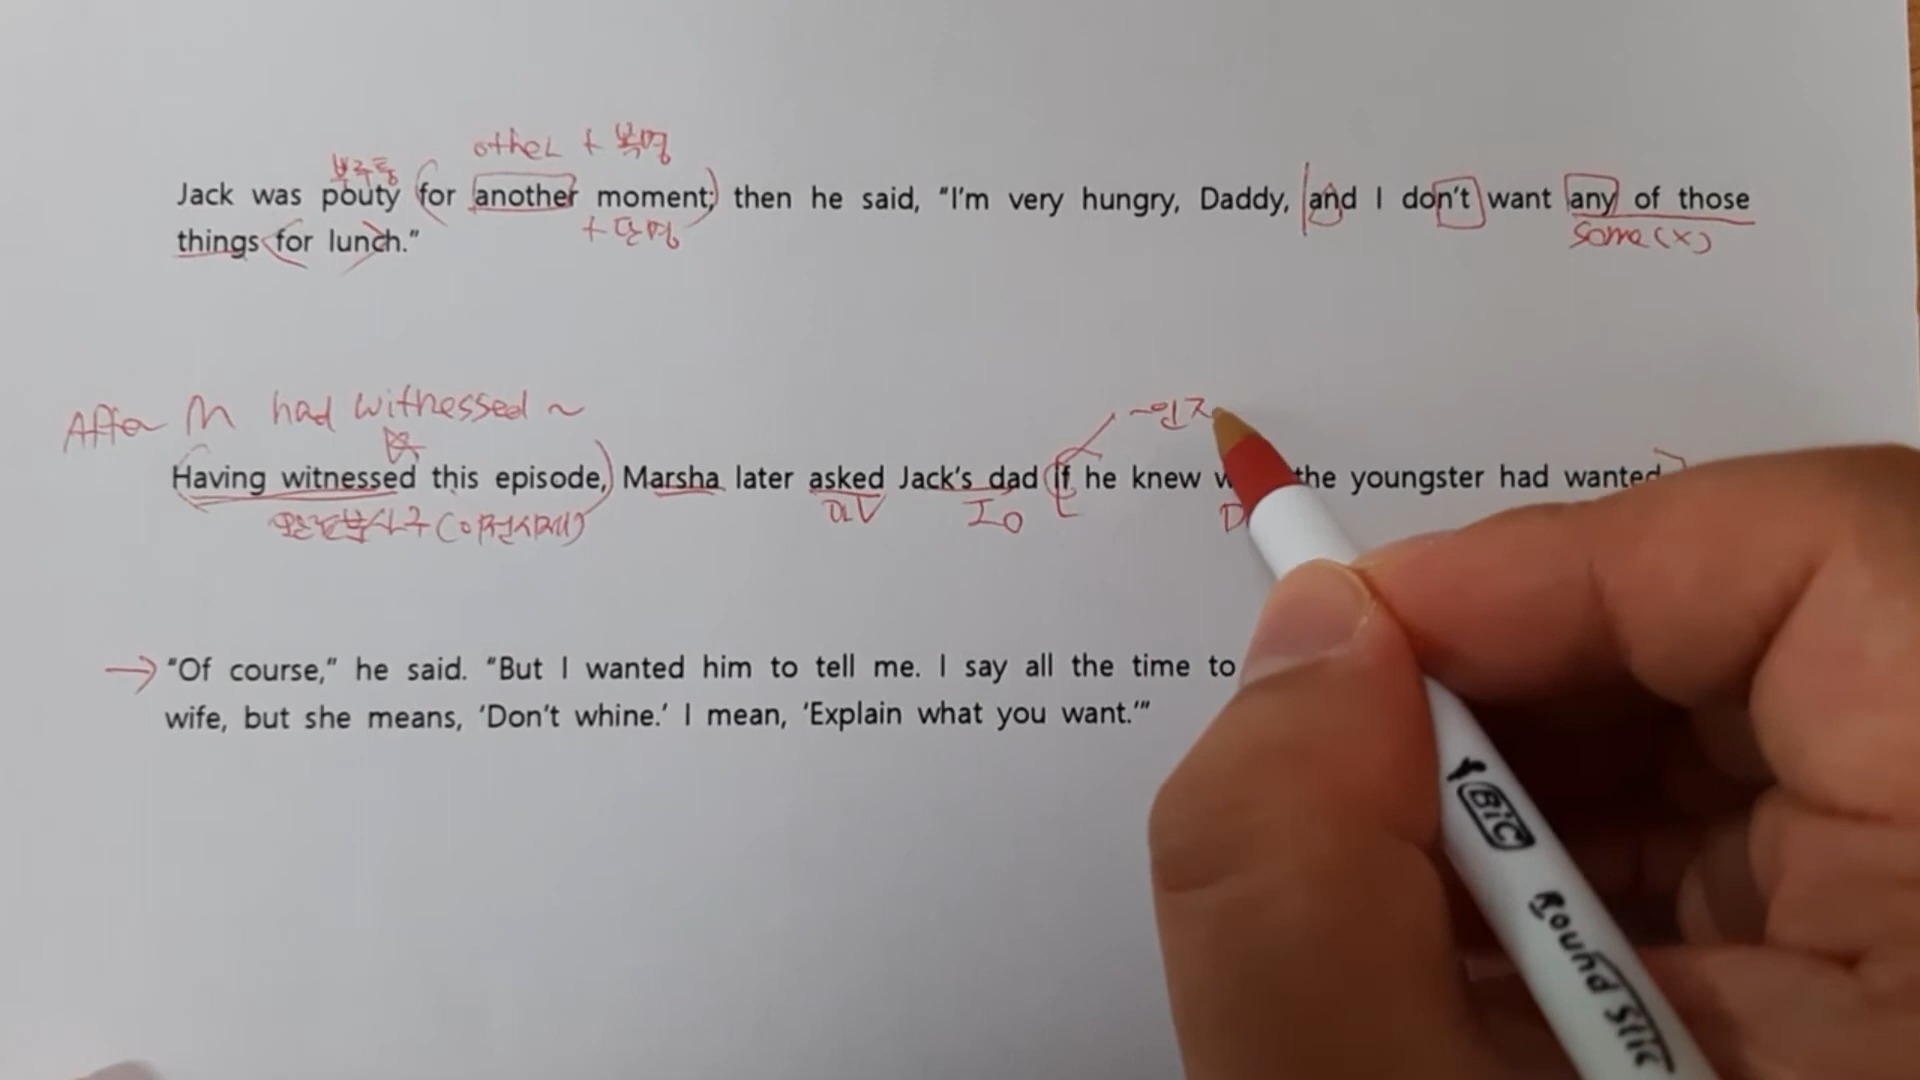 other + 복명
뿌루퉁
Jack was pouty for another moment; then he said, “I’m very hungry, Daddy, and I don’t want any of those
+ 단명
some (x)
things for lunch.”
After M had witnessed ~
~인지
Having witnessed this episode, Marsha later asked Jack’s dad if he knew the youngster had wanted
완료분사구(이전시제)
IO
D
→ “Of course,” he said. “But I wanted him to tell me. I say all the time to
wife, but she means, ‘Don’t whine.’ I mean, ‘Explain what you want.’”
BIC
Round Stic